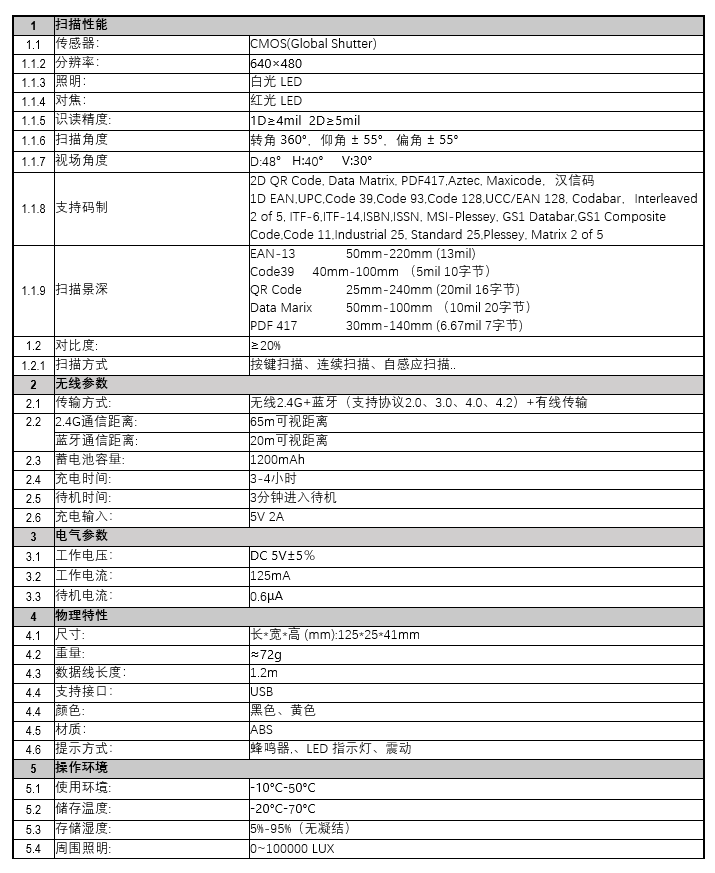 1 扫描性能
1.1 传感器: CMOS(Global Shutter)
1.1.2 分辨率: 640×480
1.1.3 照明: 白光 LED
1.1.4 对焦: 红光 LED
1.1.5 识读精度: 1D≥4mil 2D≥5mil
1.1.6 扫描角度 转角 360°, 仰角 ± 55°, 偏角 ± 55°
1.1.7 视场角度 D:48° H:40° V:30°
1.1.8 支持码制 2D QR Code, Data Matrix, PDF417,Aztec, Maxicode, 汉信码
1D EAN,UPC,Code 39,Code 93,Code 128,UCC/EAN 128, Codabar, Interleaved
2 of 5, ITF-6,ITF-14,ISBN,ISSN, MSI-Plessey, GS1 Databar,GS1 Composite
Code,Code 11,Industrial 25, Standard 25,Plessey, Matrix 2 of 5
1.1.9 扫描景深 EAN-13 50mm-220mm (13mil)
Code39 40mm-100mm （5mil 10字节）
QR Code 25mm-240mm (20mil 16字节)
Data Marix 50mm-100mm （10mil 20字节）
PDF 417 30mm-140mm (6.67mil 7字节)
1.2 对比度: ≥20%
1.2.1 扫描方式 按键扫描、连续扫描、自感应扫描..
2 无线参数
2.1 传输方式: 无线2.4G+蓝牙（支持协议2.0、3.0、4.0、4.2）+有线传输
2.2 2.4G通信距离: 65m可视距离
蓝牙通信距离: 20m可视距离
2.3 蓄电池容量: 1200mAh
2.4 充电时间: 3-4小时
2.5 待机时间: 3分钟进入待机
2.6 充电输入: 5V 2A
3 电气参数
3.1 工作电压: DC 5V±5%
3.2 工作电流: 125mA
3.3 待机电流: 0.6μA
4 物理特性
4.1 尺寸: 长*宽*高 (mm):125*25*41mm
4.2 重量: ≈72g
4.3 数据线长度: 1.2m
4.4 支持接口: USB
4.4 颜色: 黑色、黄色
4.5 材质: ABS
4.6 提示方式: 蜂鸣器,、LED 指示灯、震动
5 操作环境
5.1 使用环境: -10°C-50°C
5.2 储存温度: -20°C-70°C
5.3 存储湿度: 5%-95%（无凝结）
5.4 周围照明: 0~100000 LUX